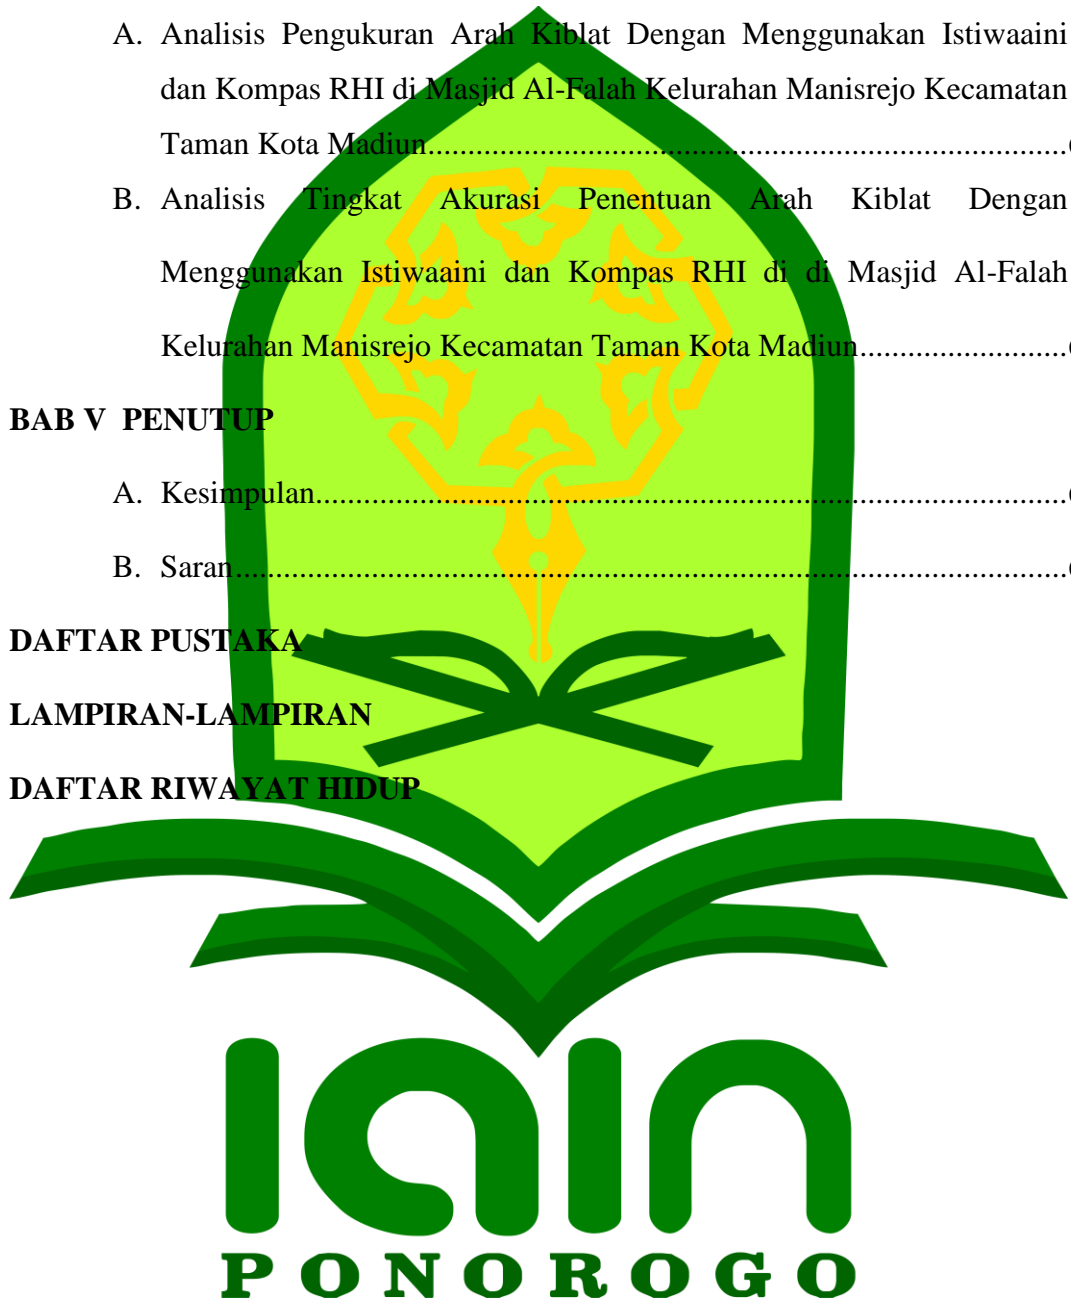 A. Analisis Pengukuran Arah Kiblat Dengan Menggunakan Istiwaaini
dan Kompas RHI di Masjid Al-Falah Kelurahan Manisrejo Kecamatan
Taman Kota Madiun................................................................................
B. Analisis Tingkat Akurasi Penentuan Arah Kiblat Dengan
Menggunakan Istiwaaini dan Kompas RHI di di Masjid Al-Falah
Kelurahan Manisrejo Kecamatan Taman Kota Madiun..........................
BAB V PENUTUP
A. Kesimpulan..............................................................................................
B. Saran........................................................................................................
DAFTAR PUSTAKA
LAMPIRAN-LAMPIRAN
DAFTAR RIWAYAT HIDUP
iain
PONOROGO